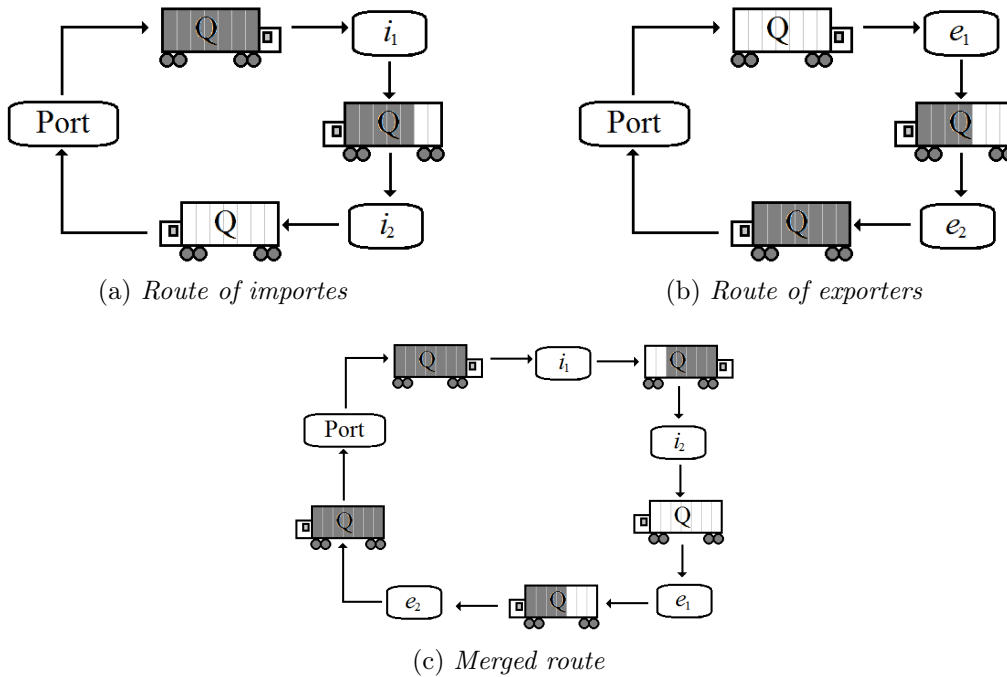 Q
i1
Port
Q
Q
i2
(a) Route of importes
Q
e1
Port
Q
Q
e2
(b) Route of exporters
Q
i1
Q
Port
i2
Q
Q
e2
Q
e1
(c) Merged route